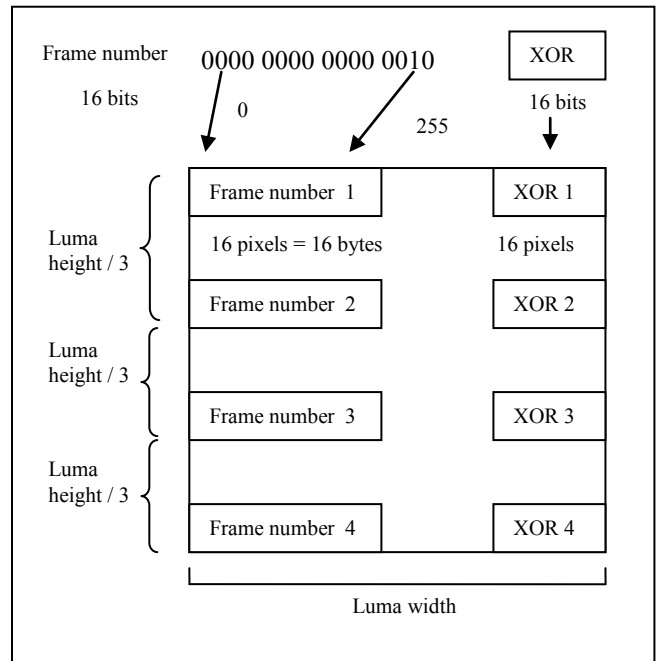 Frame number 0000 0000 0000 0010 XOR
16 bits 0 255 16 bits
Frame number 1 XOR 1
Luma
height / 3
16 pixels = 16 bytes 16 pixels
Frame number 2 XOR 2
Luma
height / 3
Frame number 3 XOR 3
Luma
height / 3
Frame number 4 XOR 4
Luma width